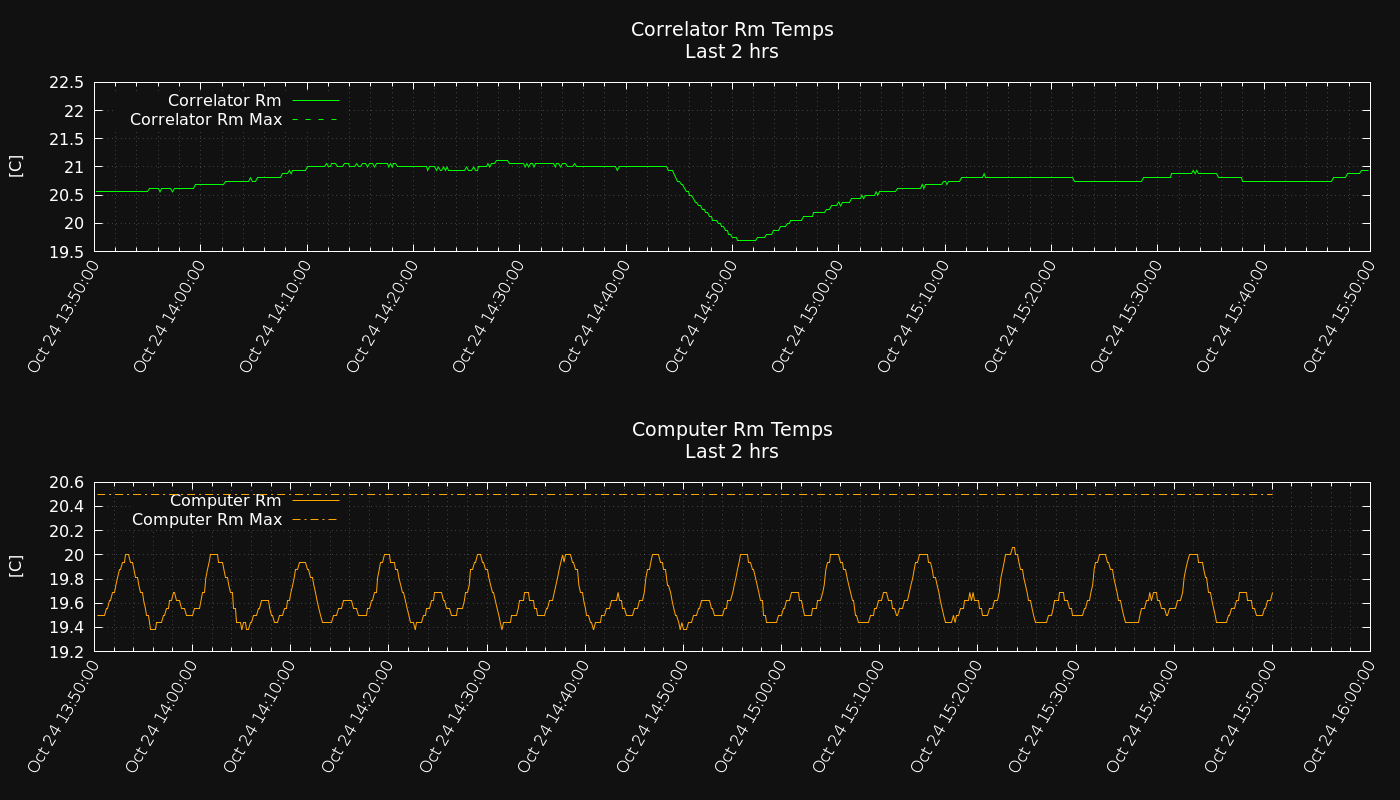 Correlator Rm Temps
Last 2 hrs
22.5
22
21.5
21
20.5
20
19.5
[C]
Correlator Rm
Correlator Rm Max
Oct 24 13:50:00
Oct 24 14:00:00
Oct 24 14:10:00
Oct 24 14:20:00
Oct 24 14:30:00
Oct 24 14:40:00
Oct 24 14:50:00
Oct 24 15:00:00
Oct 24 15:10:00
Oct 24 15:20:00
Oct 24 15:30:00
Oct 24 15:40:00
Oct 24 15:50:00
Computer Rm Temps
Last 2 hrs
20.6
20.4
20.2
20
19.8
19.6
19.4
19.2
[C]
Computer Rm
Computer Rm Max
Oct 24 13:50:00
Oct 24 14:00:00
Oct 24 14:10:00
Oct 24 14:20:00
Oct 24 14:30:00
Oct 24 14:40:00
Oct 24 14:50:00
Oct 24 15:00:00
Oct 24 15:10:00
Oct 24 15:20:00
Oct 24 15:30:00
Oct 24 15:40:00
Oct 24 15:50:00
Oct 24 16:00:00